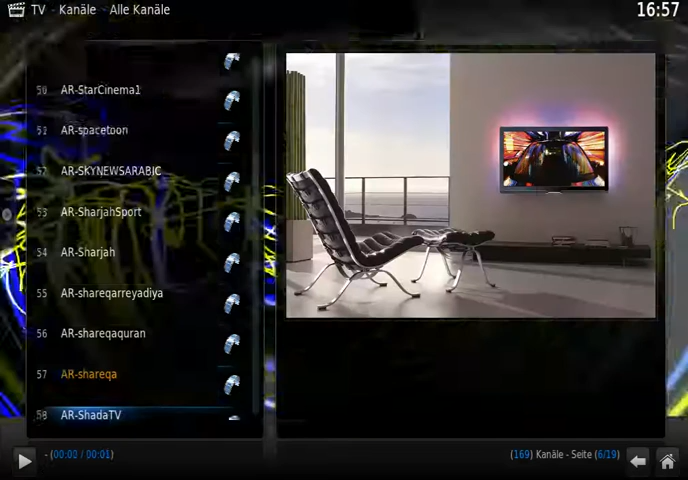 TV - Kanäle - Alle Kanäle
16:57
50 AR-StarCinema1
51 AR-spacetoon
52 AR-SKYNEWSARABIC
53 AR-SharjahSport
54 AR-Sharjah
55 AR-shareqarreyadiya
56 AR-shareqaquran
57 AR-shareqa
58 AR-ShadaTV
- (00:00 / 00:01)
(169) Kanäle - Seite (6/19)